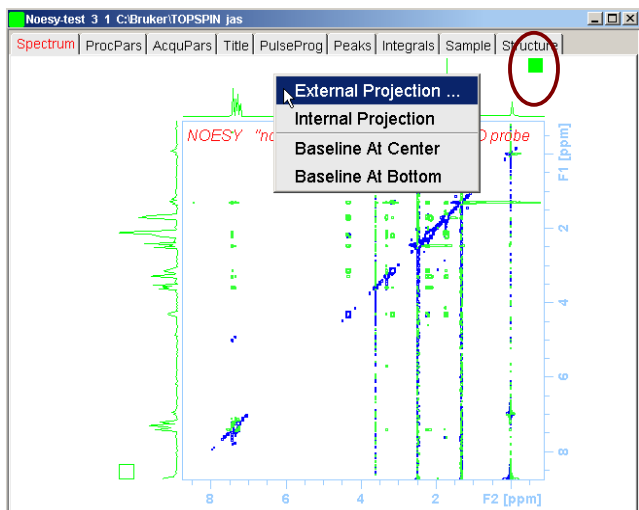 Noesy-test 3 1 C:\Bruker\TOPSPIN jas
Spectrum ProcPars AcquPars Title PulseProg Peaks Integrals Sample Structure
External Projection ...
Internal Projection
Baseline At Center
Baseline At Bottom
NOESY probe
F1 [ppm]
2
4
6
8
8 6 4 2 F2 [ppm]